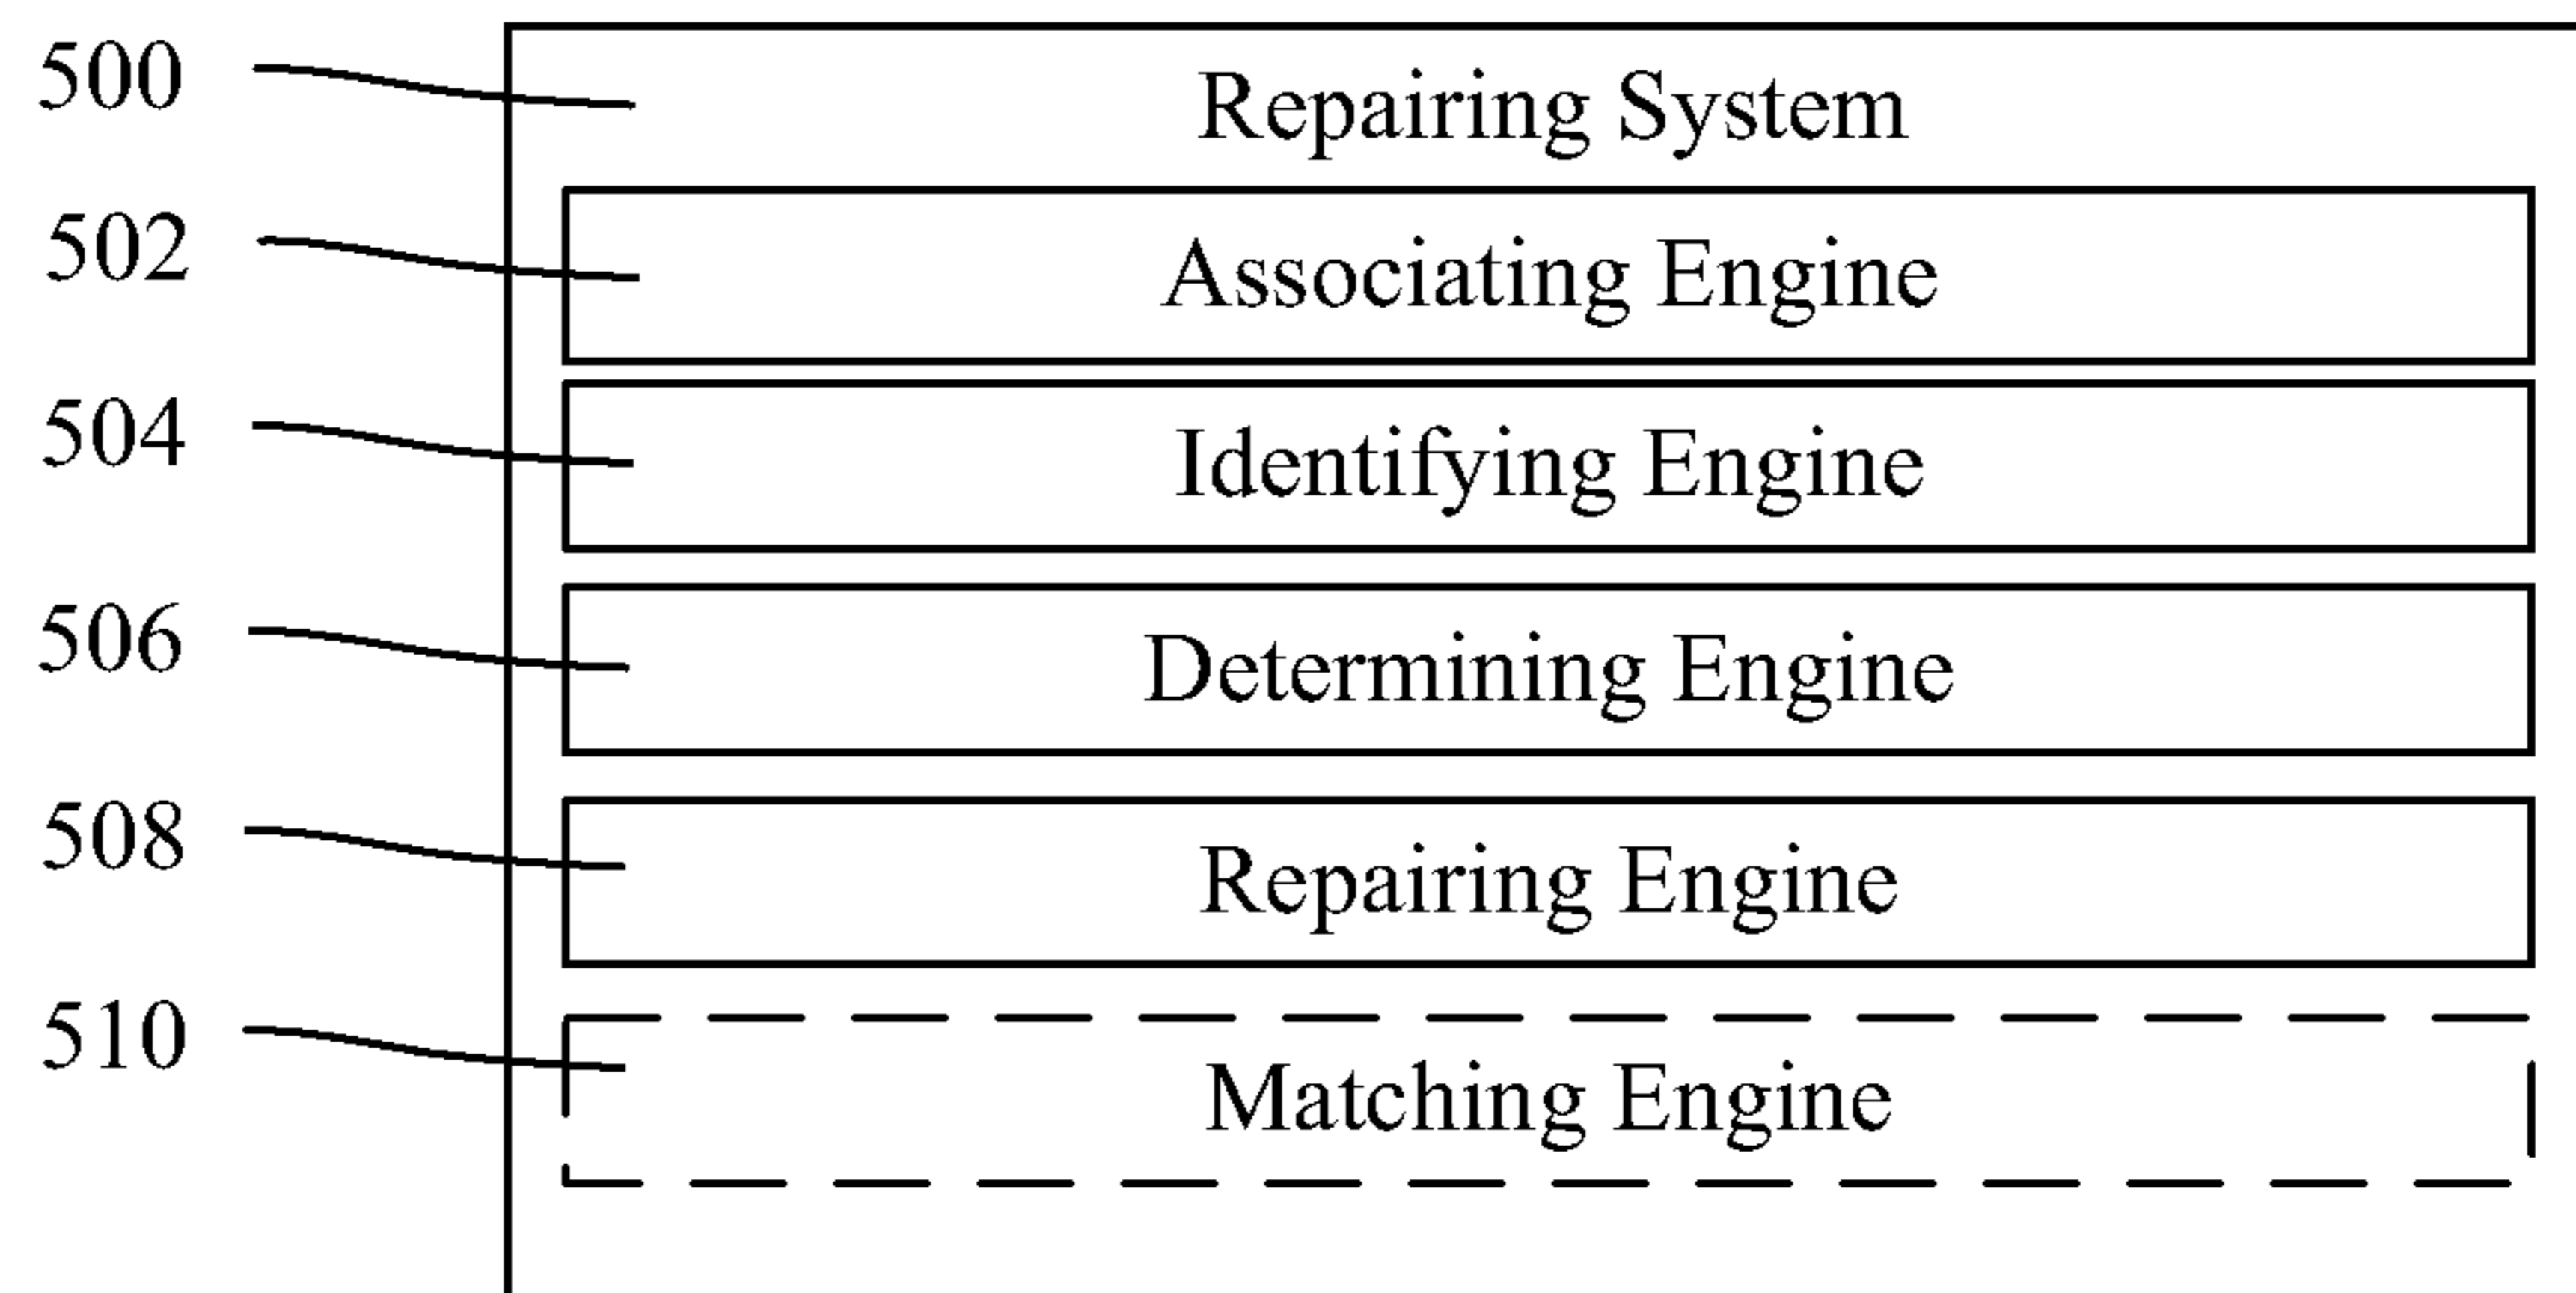 500 Repairing System
502 Associating Engine
504 Identifying Engine
506 Determining Engine
508 Repairing Engine
510 Matching Engine